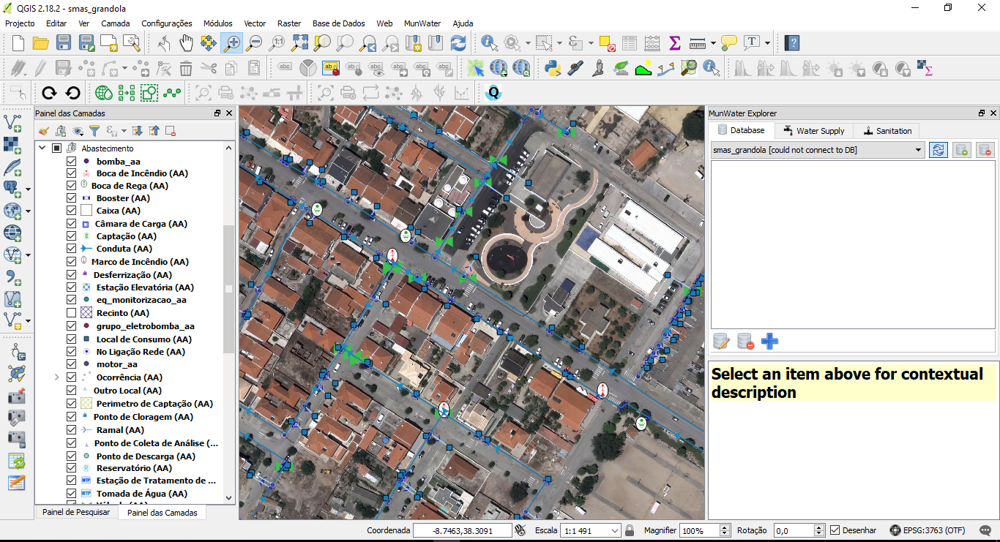 QGIS 2.18.2 - smas_grandola
Projecto Editar Ver Camada Configurações Módulos Vector Raster Base de Dados Web MunWater Ajuda
Painel das Camadas
Abastecimento
bomba_aa
Boca de Incêndio (AA)
Boca de Rega (AA)
Booster (AA)
Caixa (AA)
Câmara de Carga (AA)
Captação (AA)
Conduta (AA)
Marco de Incêndio (AA)
Desferrização (AA)
Estação Elevatória (AA)
eq_monitorizacao_aa
Recinto (AA)
grupo_eletrobomba_aa
Local de Consumo (AA)
No Ligação Rede (AA)
motor_aa
Ocorrência (AA)
Outro Local (AA)
Perimetro de Captação (AA)
Ponto de Cloragem (AA)
Ramal (AA)
Ponto de Coleta de Análise (...
Ponto de Descarga (AA)
Reservatório (AA)
Estação de Tratamento de ...
Tomada de Água (AA)
Painel de Pesquisar Painel das Camadas
MunWater Explorer
Database Water Supply Sanitation
smas_grandola [could not connect to DB]
Select an item above for contextual
description
Coordenada -8.7463,38.3091 Escala 1:1 491 Magnifier 100% Rotação 0,0 Desenhar EPSG:3763 (OTF)